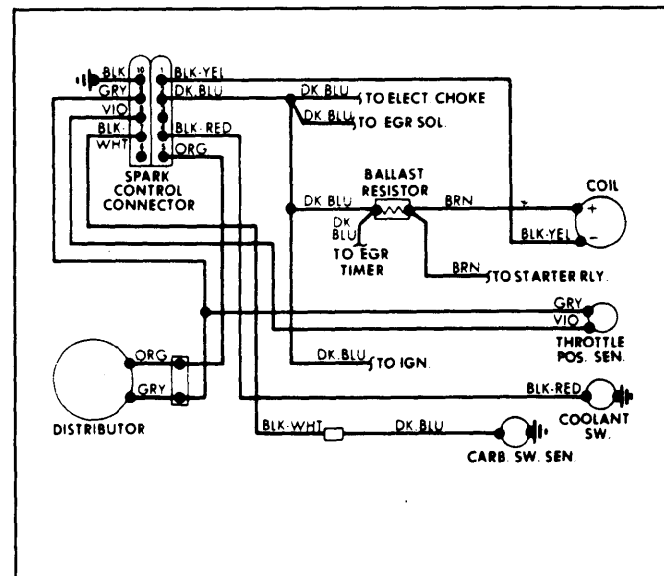 BLK
BLK-YEL
GRY
DK.BLU
DK BLU
TO ELECT. CHOKE
VIO
DK BLU
TO EGR SOL.
BLK-
WHT
BLK-RED
ORG
SPARK
CONTROL
CONNECTOR
BALLAST
RESISTOR
COIL
DK BLU
BRN
+
DK
BLU
BLK-YEL
-
TO EGR
TIMER
BRN
TO STARTER RLY.
GRY
VIO
THROTTLE
POS. SEN.
ORG
DK.BLU
TO IGN.
GRY
BLK-RED
DISTRIBUTOR
BLK-WHT
DK.BLU
COOLANT
SW.
CARB. SW. SEN.